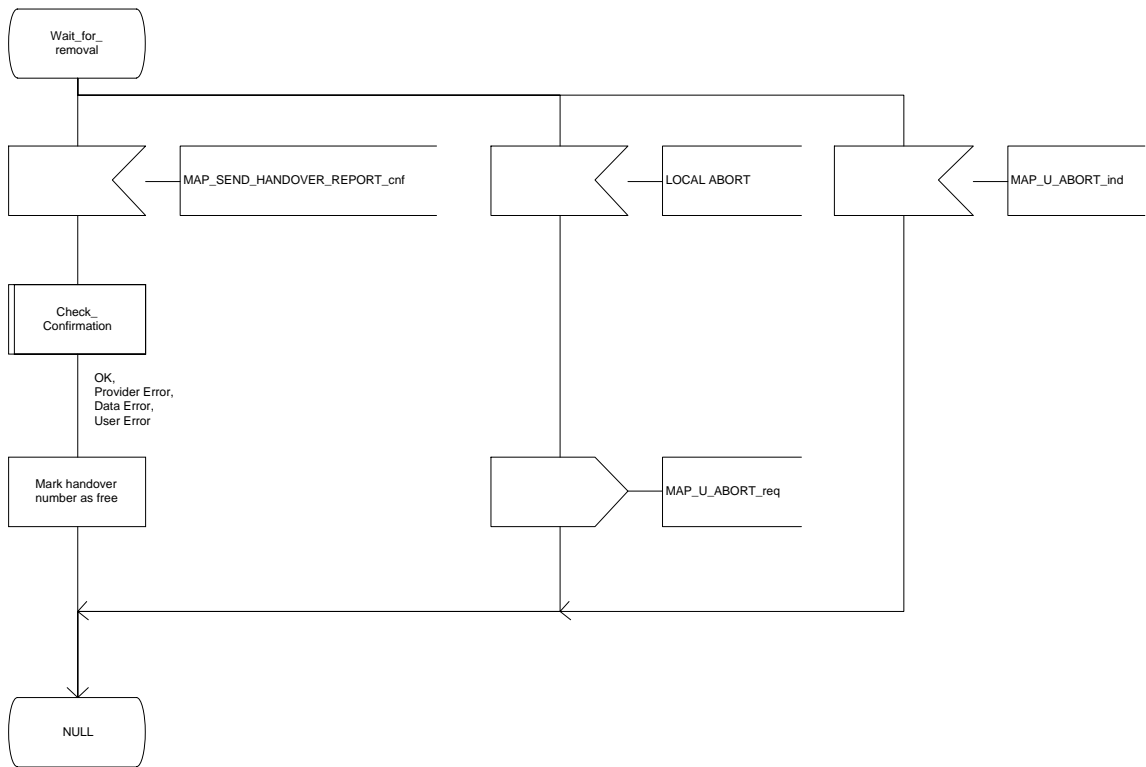 Wait_for_
removal
MAP_SEND_HANDOVER_REPORT_cnf
LOCAL ABORT
MAP_U_ABORT_ind
Check_
Confirmation
OK,
Provider Error,
Data Error,
User Error
Mark handover
number as free
MAP_U_ABORT_req
NULL